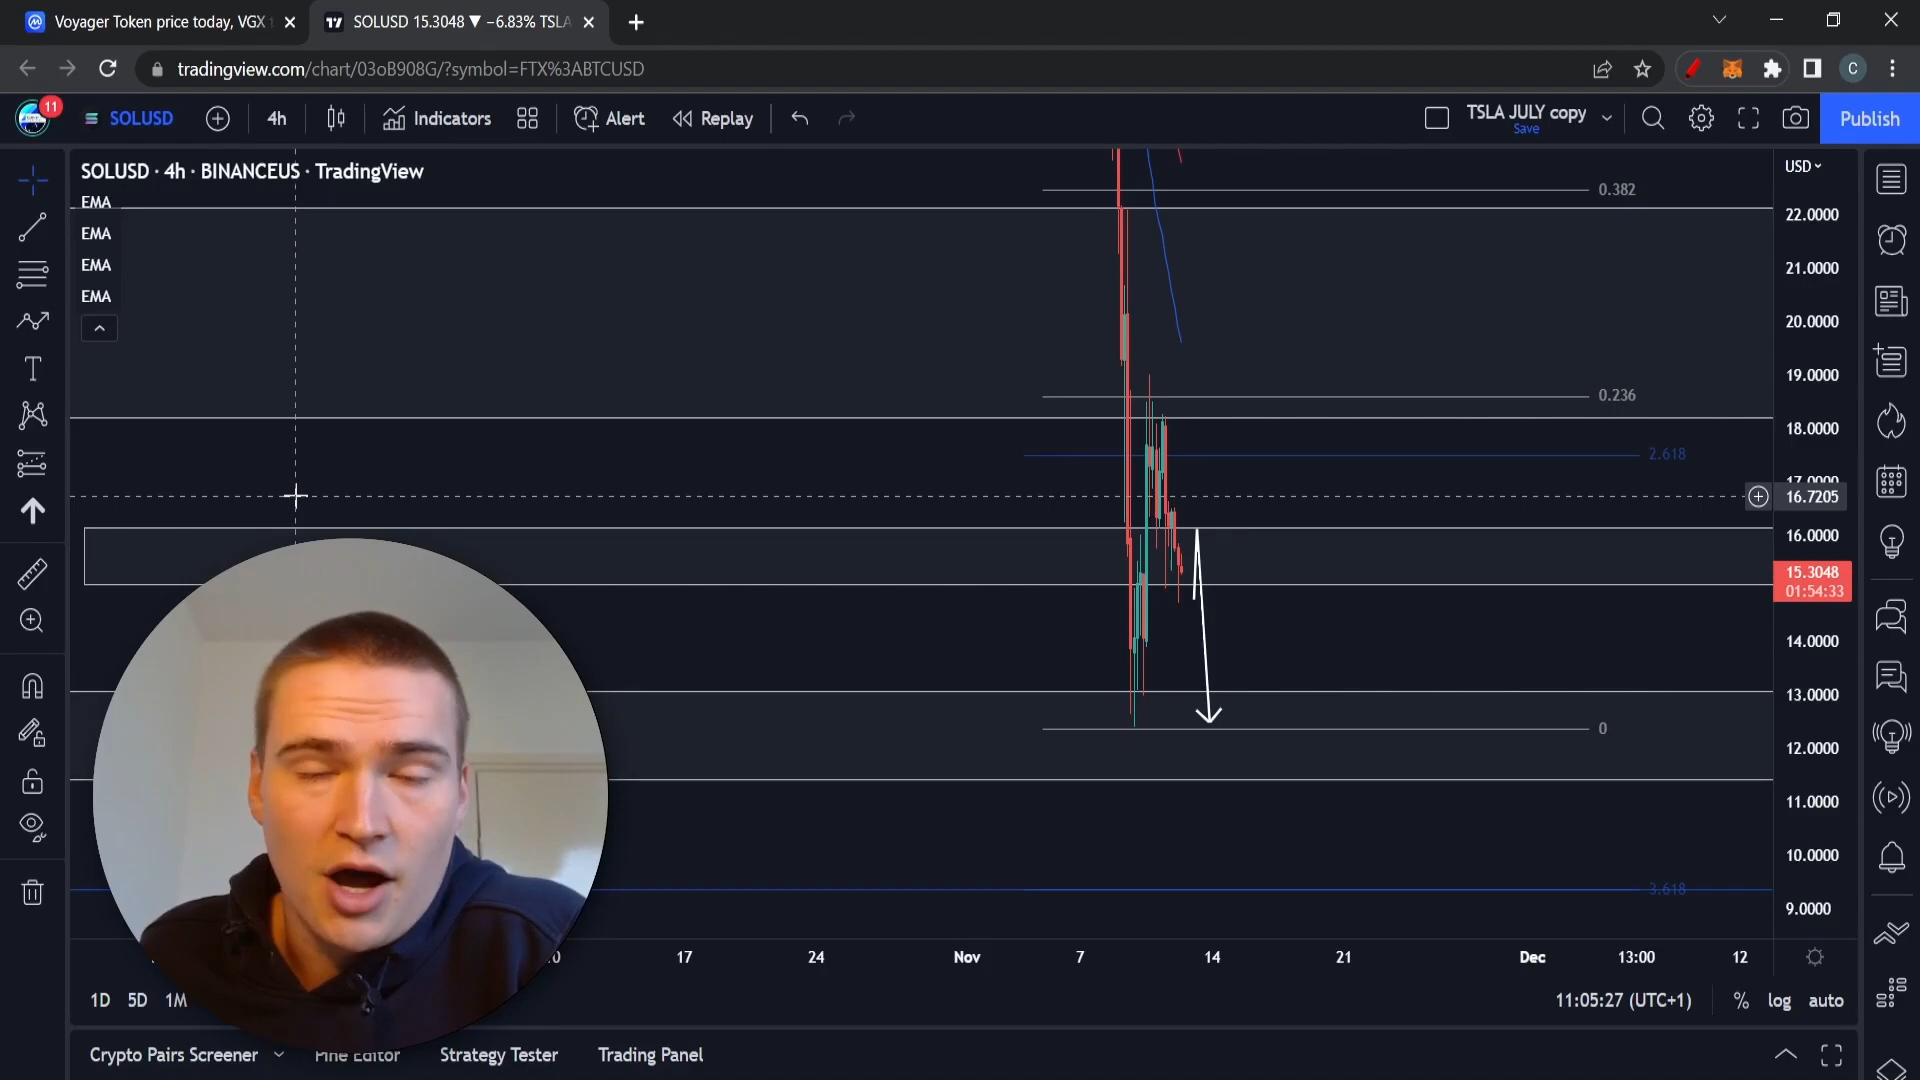 Voyager Token price today, VGX
SOLUSD 15.3048 ▼ −6.83% TSLA
tradingview.com/chart/03oB908G/?symbol=FTX%3ABTCUSD
C
11
SOLUSD
4h
Indicators
Alert
Replay
TSLA JULY copy
Save
Publish
SOLUSD · 4h · BINANCEUS · TradingView
EMA
EMA
EMA
EMA
USD
0.382
22.0000
21.0000
20.0000
19.0000
0.236
18.0000
2.618
17.0000
16.7205
16.0000
15.3048
01:54:33
14.0000
13.0000
0
12.0000
11.0000
10.0000
3.618
9.0000
17
24
Nov
7
14
21
Dec
13:00
12
1D
5D
1M
11:05:27 (UTC+1)
%
log
auto
Crypto Pairs Screener
Pine Editor
Strategy Tester
Trading Panel